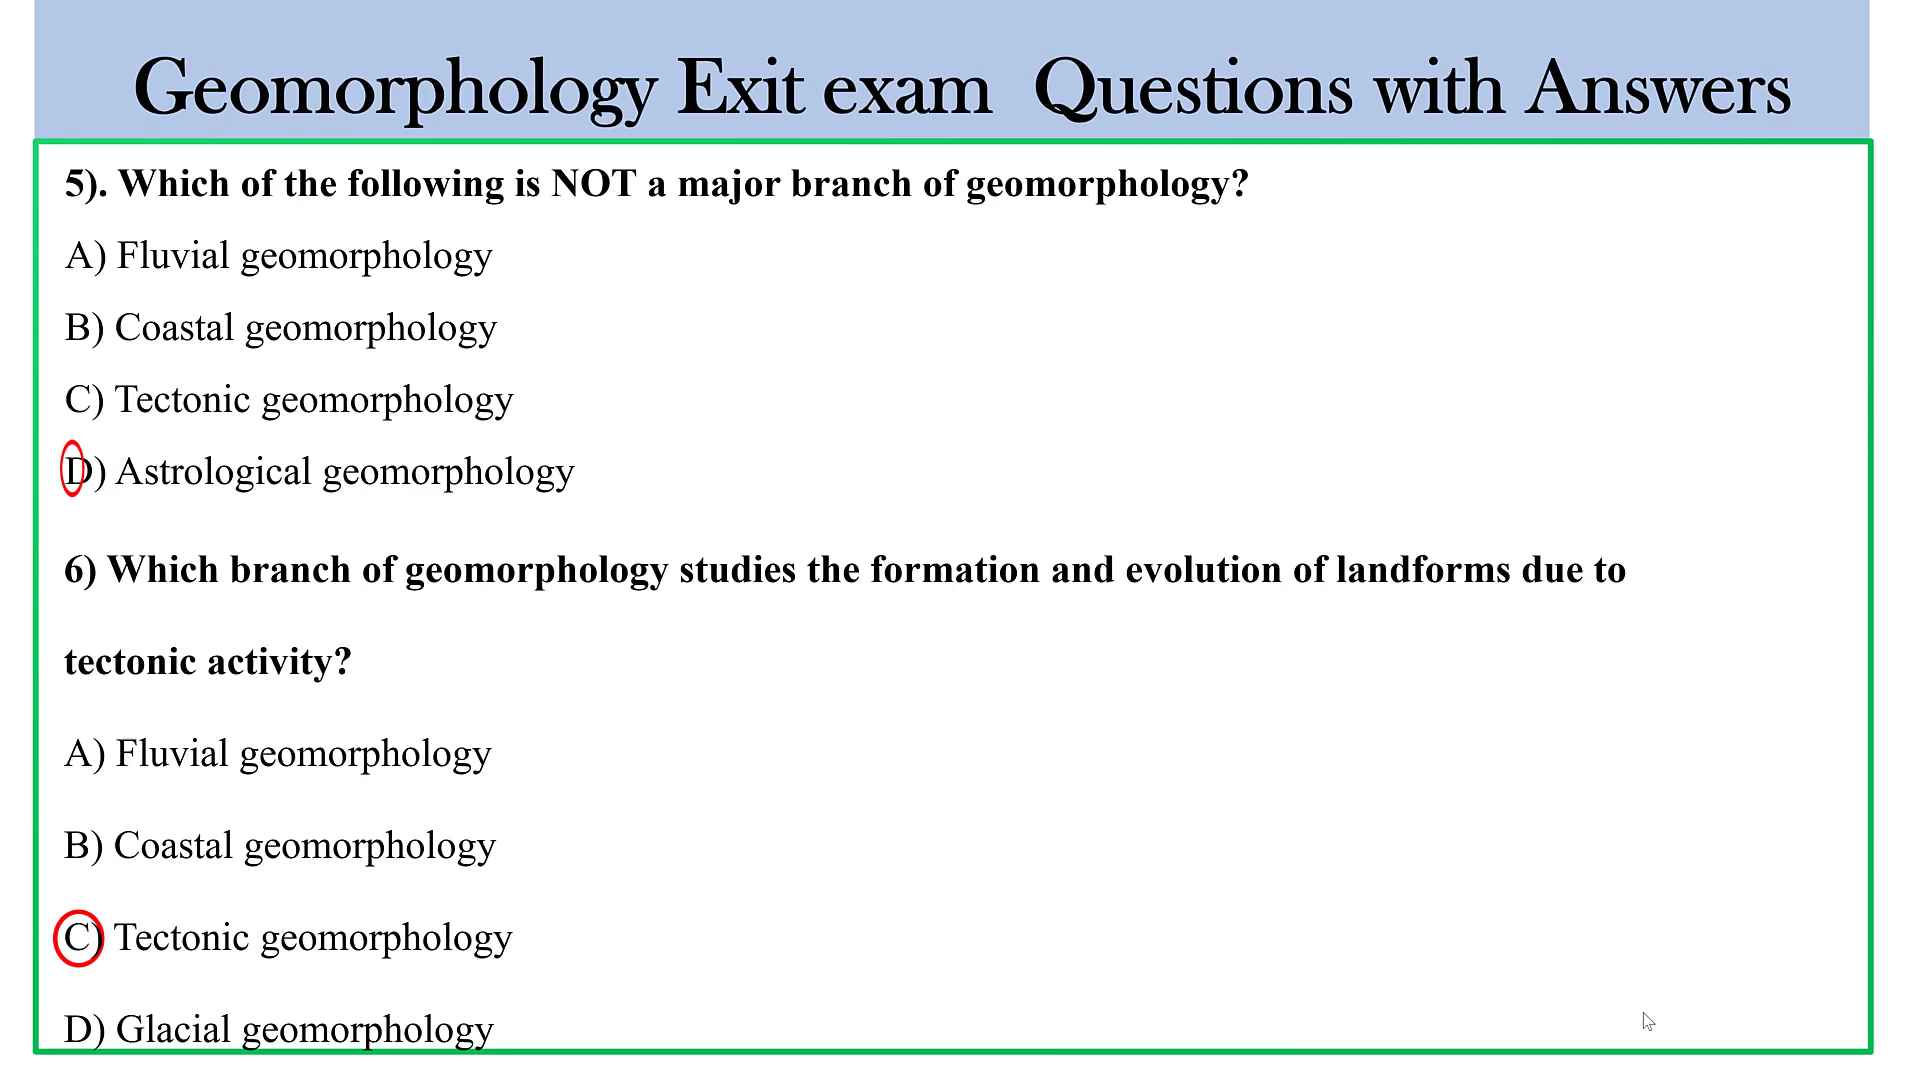 Geomorphology Exit exam Questions with Answers
5). Which of the following is NOT a major branch of geomorphology?
A) Fluvial geomorphology
B) Coastal geomorphology
C) Tectonic geomorphology
D) Astrological geomorphology
6) Which branch of geomorphology studies the formation and evolution of landforms due to
tectonic activity?
A) Fluvial geomorphology
B) Coastal geomorphology
C) Tectonic geomorphology
D) Glacial geomorphology